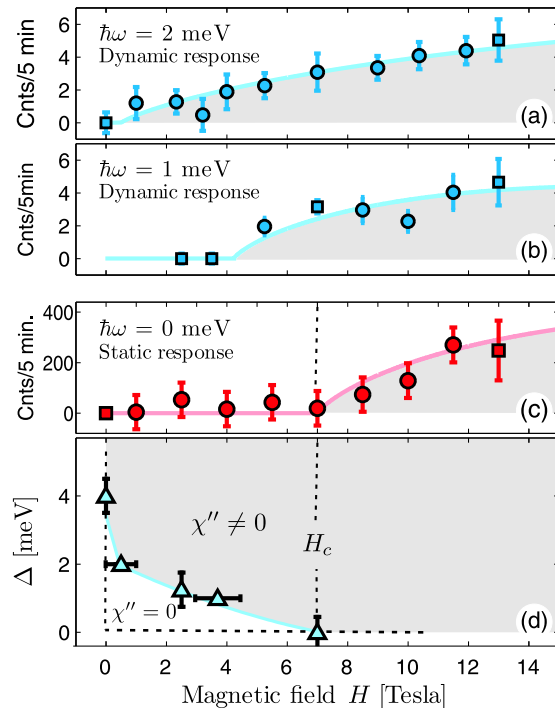 6
4
2
0
Cnts/5 min
ħω = 2 meV
Dynamic response
(a)
6
4
2
0
Cnts/5min
ħω = 1 meV
Dynamic response
(b)
400
200
0
Cnts/5 min.
ħω = 0 meV
Static response
(c)
4
2
0
Δ [meV]
χ″ ≠ 0
H_c
χ″ = 0
(d)
0 2 4 6 8 10 12 14
Magnetic field H [Tesla]